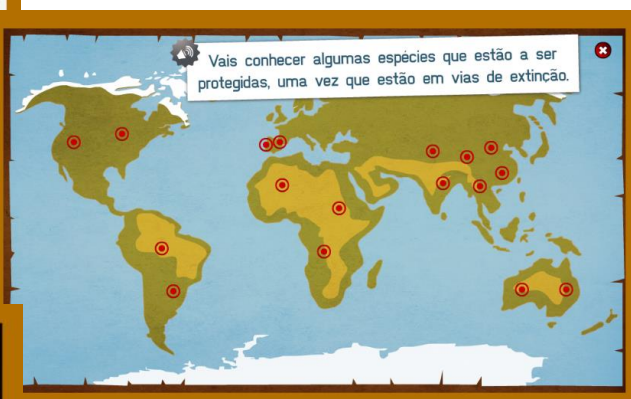 Vais conhecer algumas espécies que estão a ser
protegidas, uma vez que estão em vias de extinção.